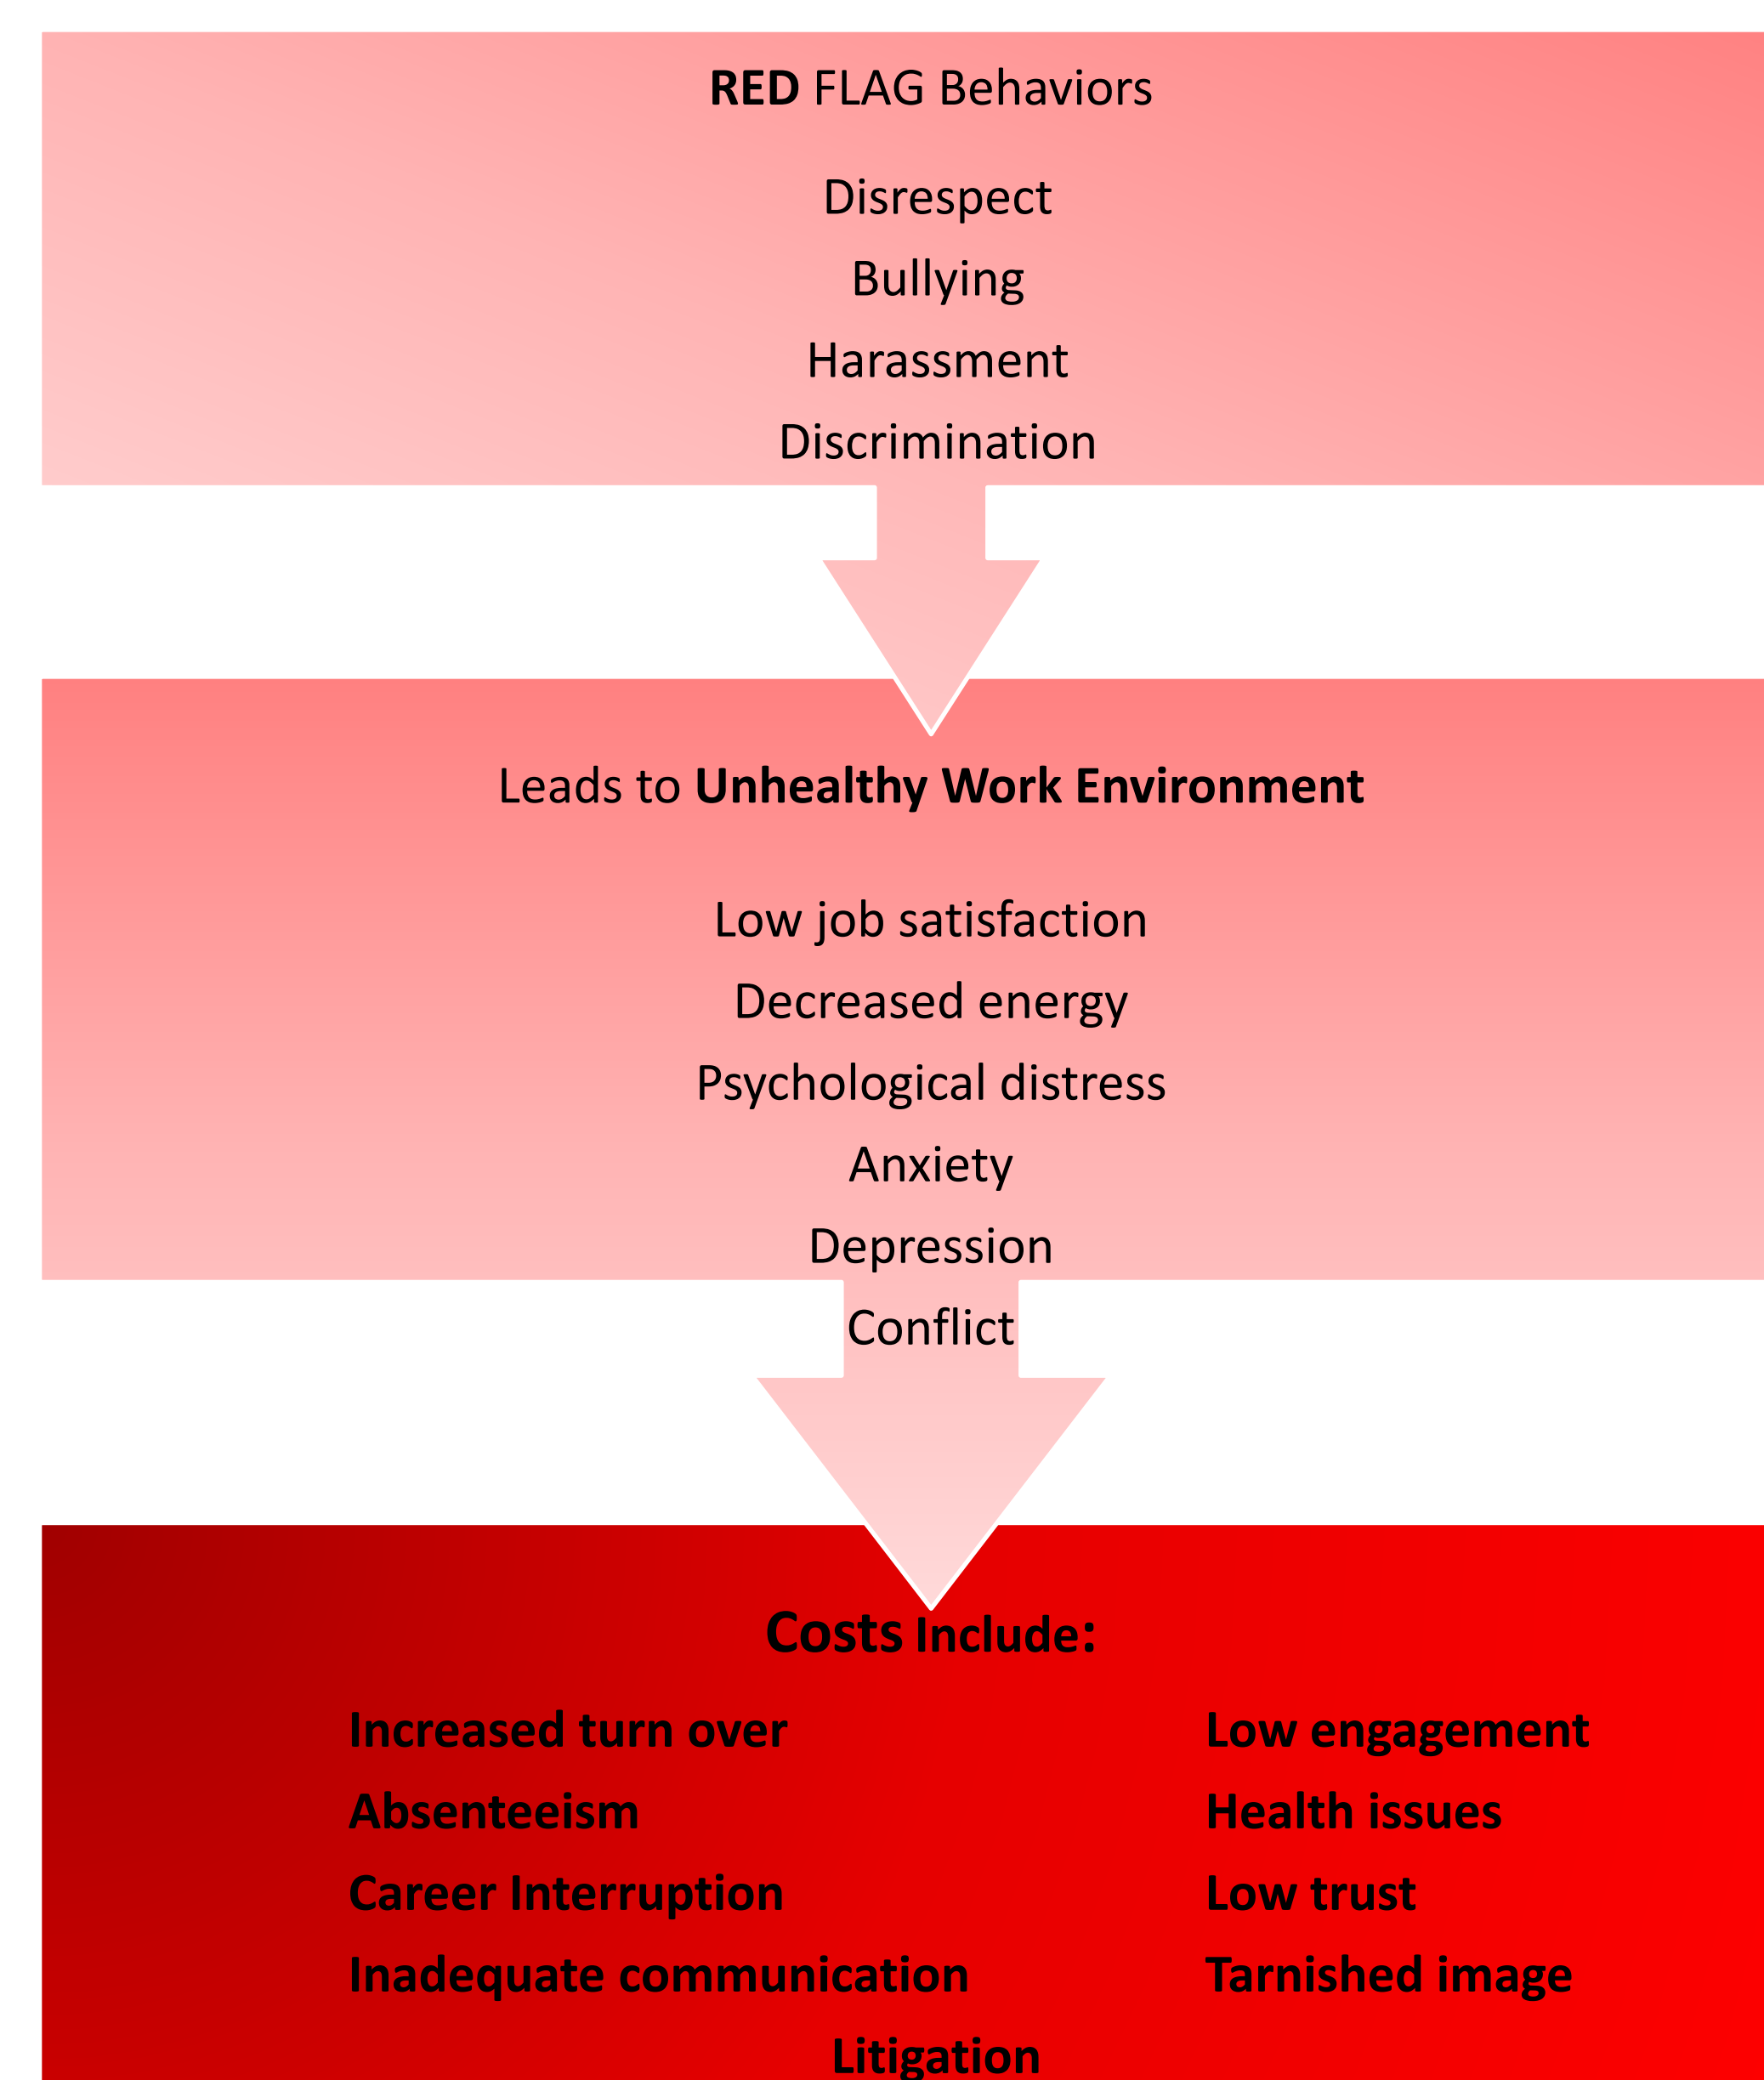 RED FLAG Behaviors
Disrespect
Bullying
Harassment
Discrimination
Leads to Unhealthy Work Environment
Low job satisfaction
Decreased energy
Psychological distress
Anxiety
Depression
Conflict
Costs Include:
Increased turn over Low engagement
Absenteeism Health issues
Career Interruption Low trust
Inadequate communication Tarnished image
Litigation